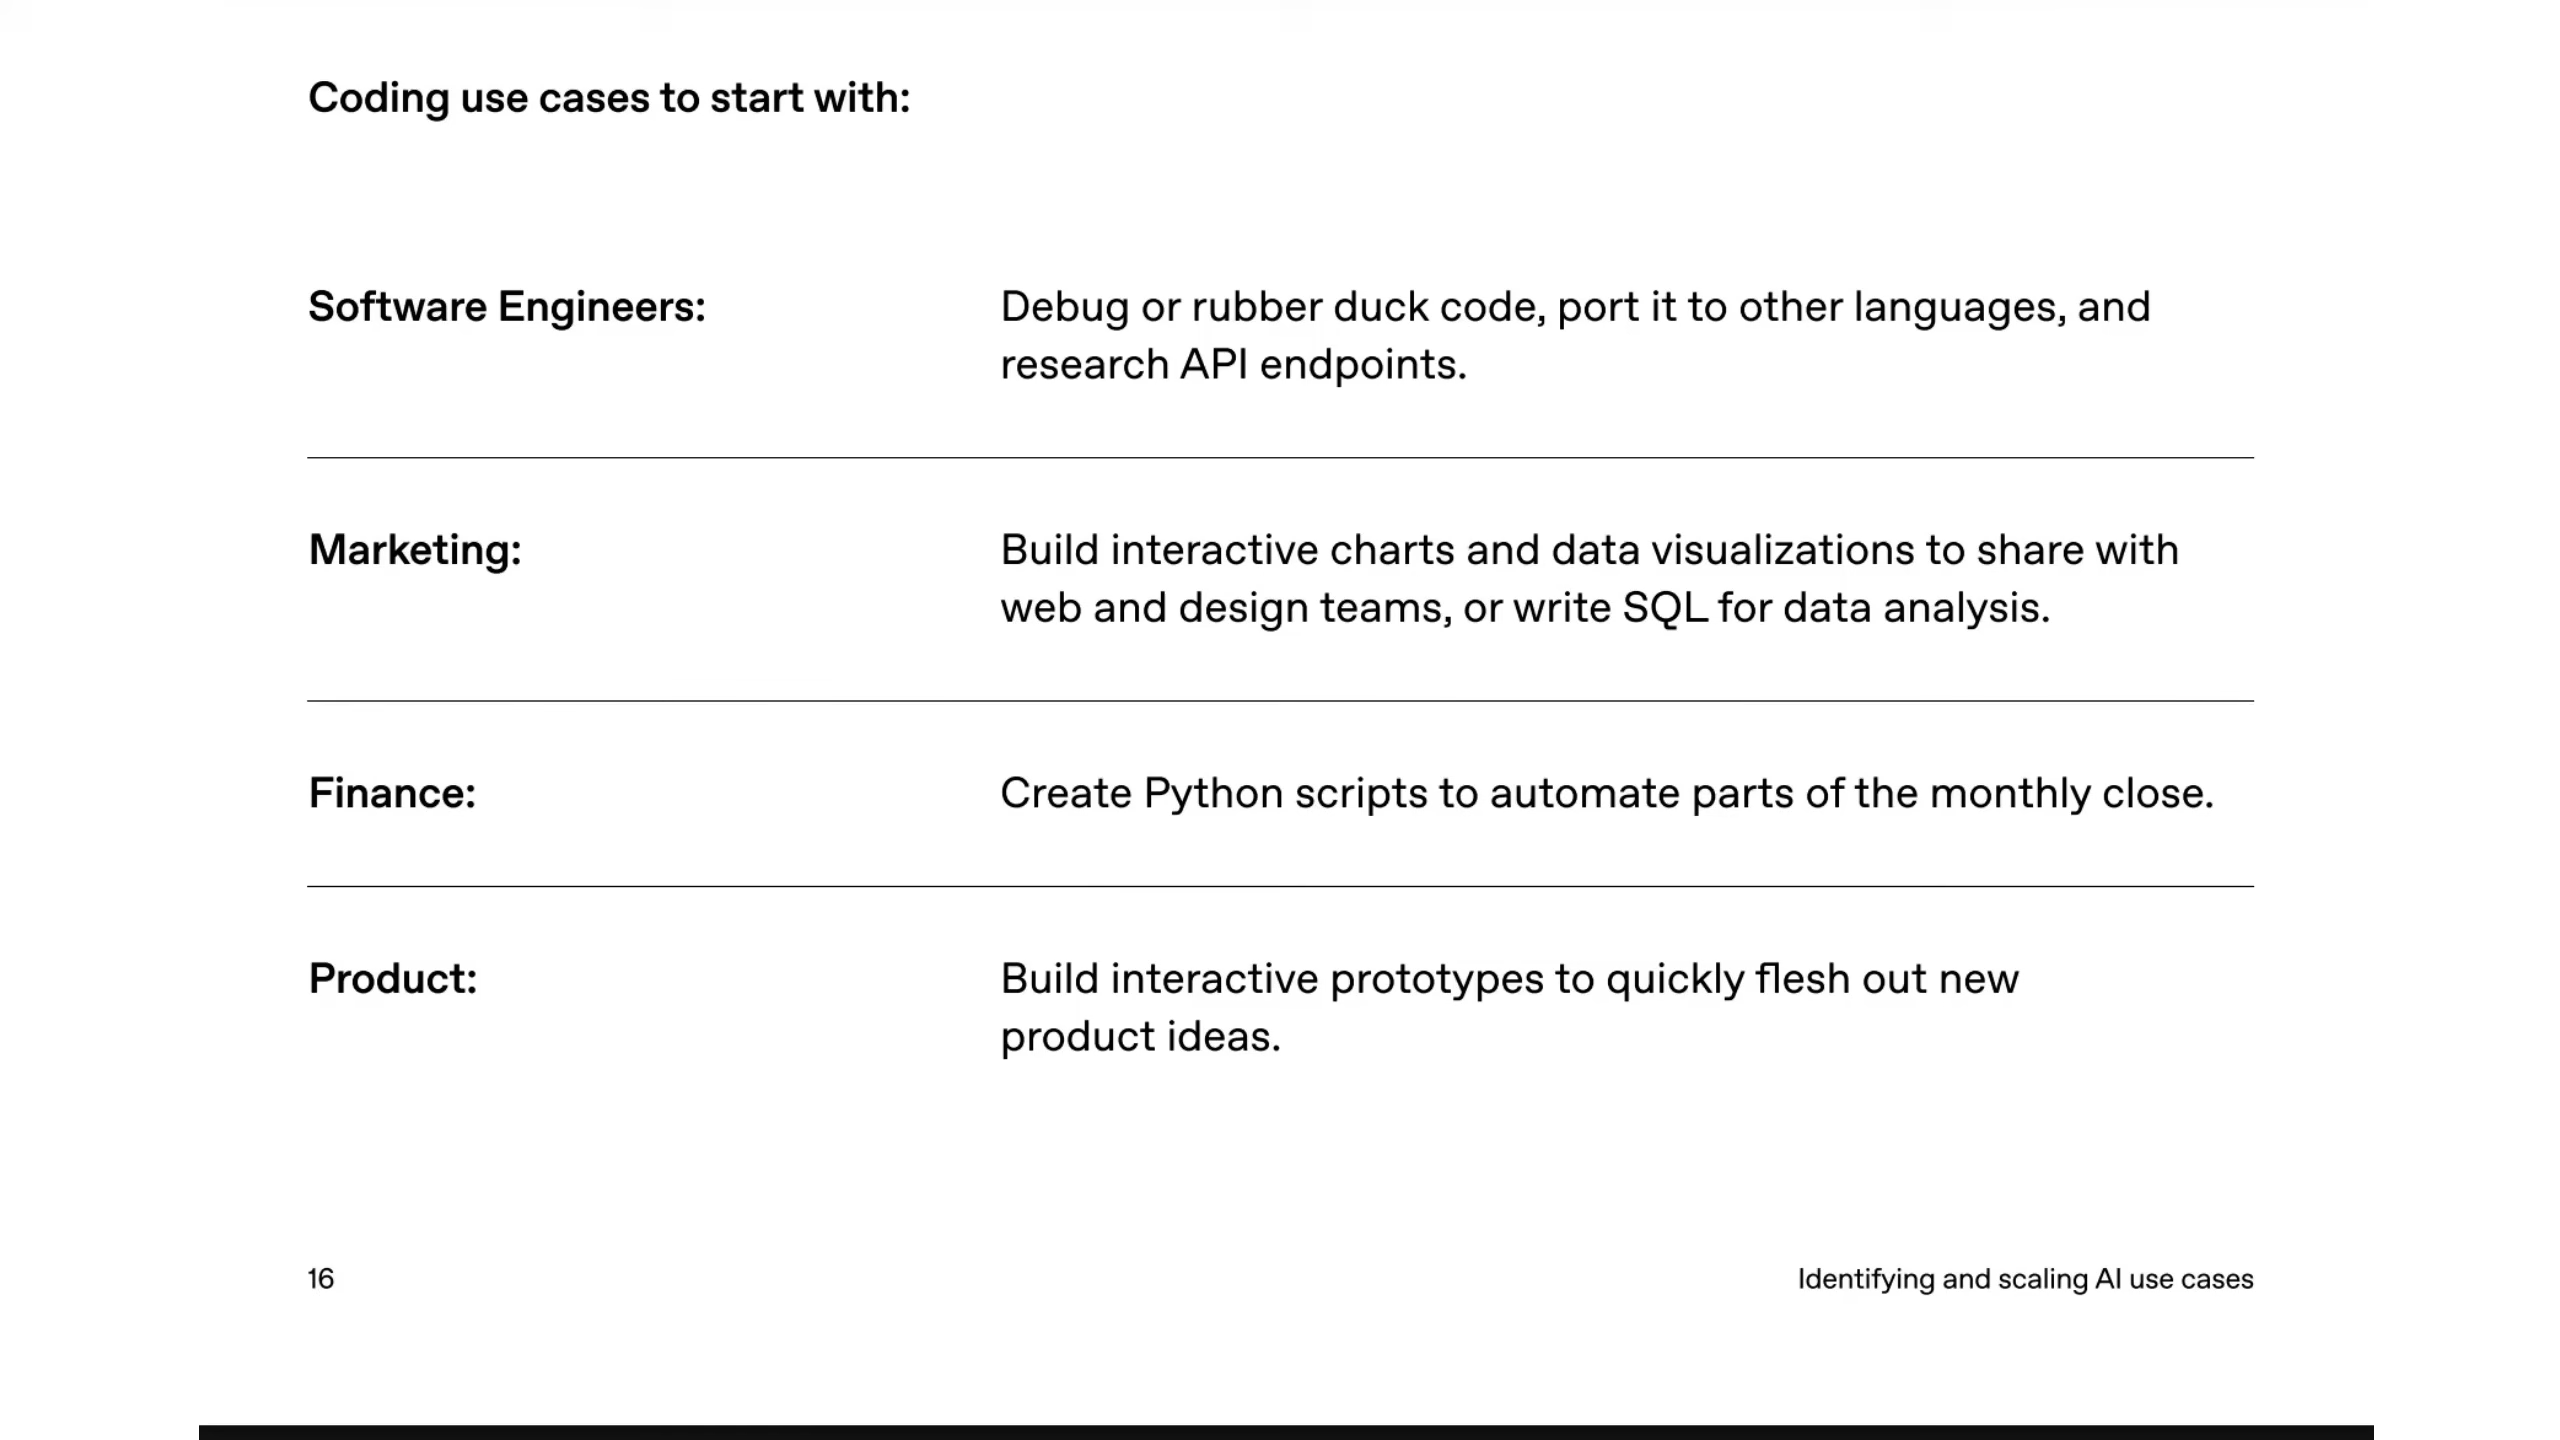 Coding use cases to start with:
Software Engineers:
Debug or rubber duck code, port it to other languages, and
research API endpoints.
Marketing:
Build interactive charts and data visualizations to share with
web and design teams, or write SQL for data analysis.
Finance:
Create Python scripts to automate parts of the monthly close.
Product:
Build interactive prototypes to quickly flesh out new
product ideas.
16
Identifying and scaling AI use cases